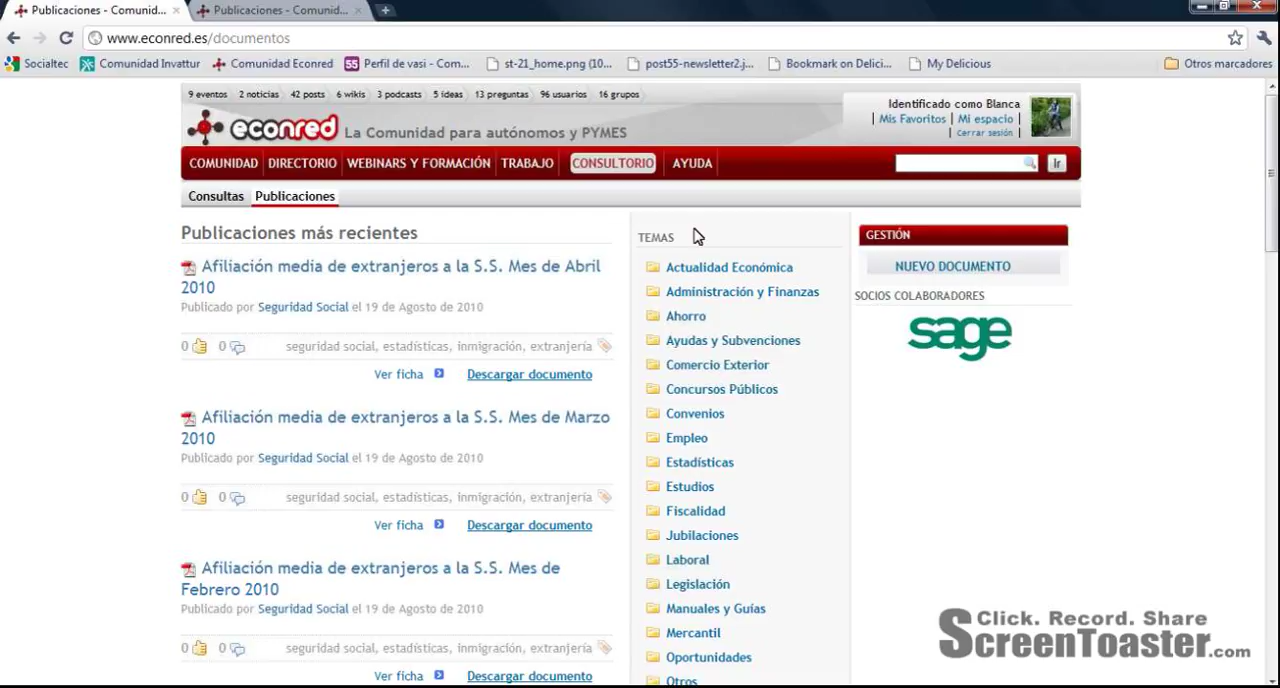 Publicaciones - Comunid...
Publicaciones - Comunid...
www.econred.es/documentos
Socialtec
Comunidad Invattur
Comunidad Econred
Perfil de vasi - Com...
st-21_home.png (10...
post55-newsletter2.j...
Bookmark on Delici...
My Delicious
Otros marcadores
9 eventos 2 noticias 42 posts 6 wikis 3 podcasts 5 ideas 13 preguntas 96 usuarios 16 grupos
econred La Comunidad para autónomos y PYMES
Identificado como Blanca
| Mis Favoritos | Mi espacio |
| Cerrar sesión |
COMUNIDAD DIRECTORIO WEBINARS Y FORMACIÓN TRABAJO CONSULTORIO AYUDA
Ir
Consultas Publicaciones
Publicaciones más recientes
Afiliación media de extranjeros a la S.S. Mes de Abril
2010
Publicado por Seguridad Social el 19 de Agosto de 2010
0 0 seguridad social, estadísticas, inmigración, extranjería
Ver ficha Descargar documento
Afiliación media de extranjeros a la S.S. Mes de Marzo
2010
Publicado por Seguridad Social el 19 de Agosto de 2010
0 0 seguridad social, estadísticas, inmigración, extranjería
Ver ficha Descargar documento
Afiliación media de extranjeros a la S.S. Mes de
Febrero 2010
Publicado por Seguridad Social el 19 de Agosto de 2010
0 0 seguridad social, estadísticas, inmigración, extranjería
Ver ficha Descargar documento
TEMAS
Actualidad Económica
Administración y Finanzas
Ahorro
Ayudas y Subvenciones
Comercio Exterior
Concursos Públicos
Convenios
Empleo
Estadísticas
Estudios
Fiscalidad
Jubilaciones
Laboral
Legislación
Manuales y Guías
Mercantil
Oportunidades
Otros
GESTIÓN
NUEVO DOCUMENTO
SOCIOS COLABORADORES
sage
Click. Record. Share
ScreenToaster.com